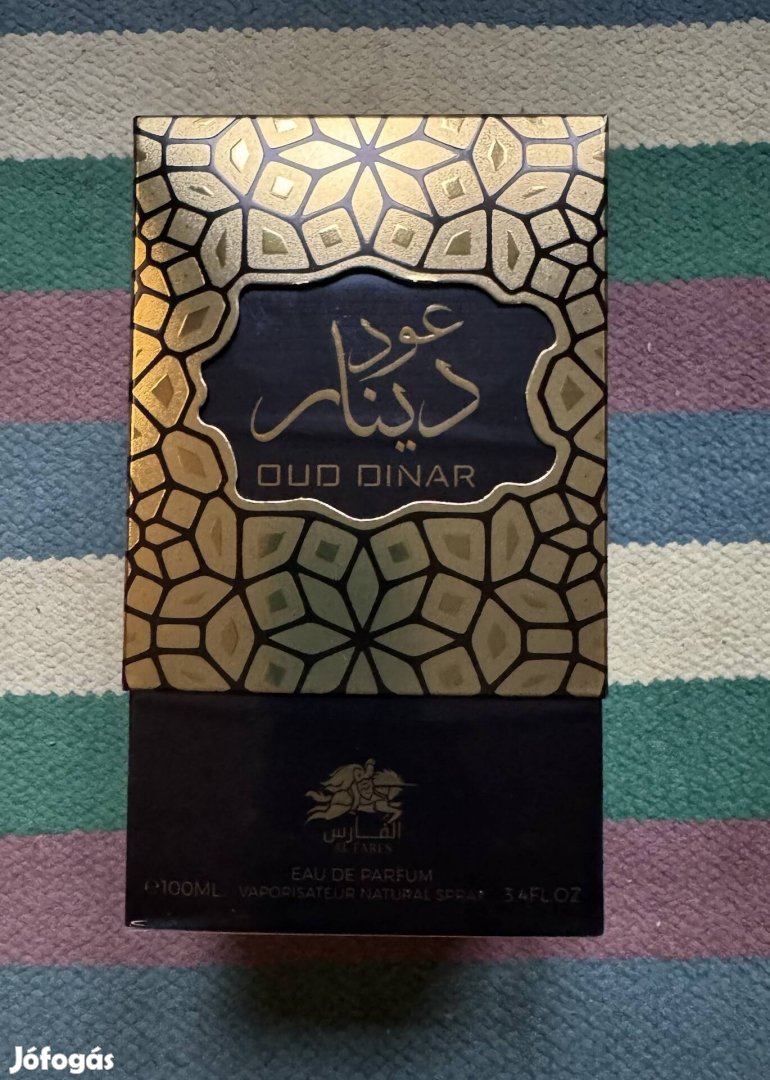 عود
دينار
OUD DINAR
الفارس
AL FARES
EAU DE PARFUM
℮100ML VAPORISATEUR NATURAL SPRAY 3.4FL OZ
Jófogás